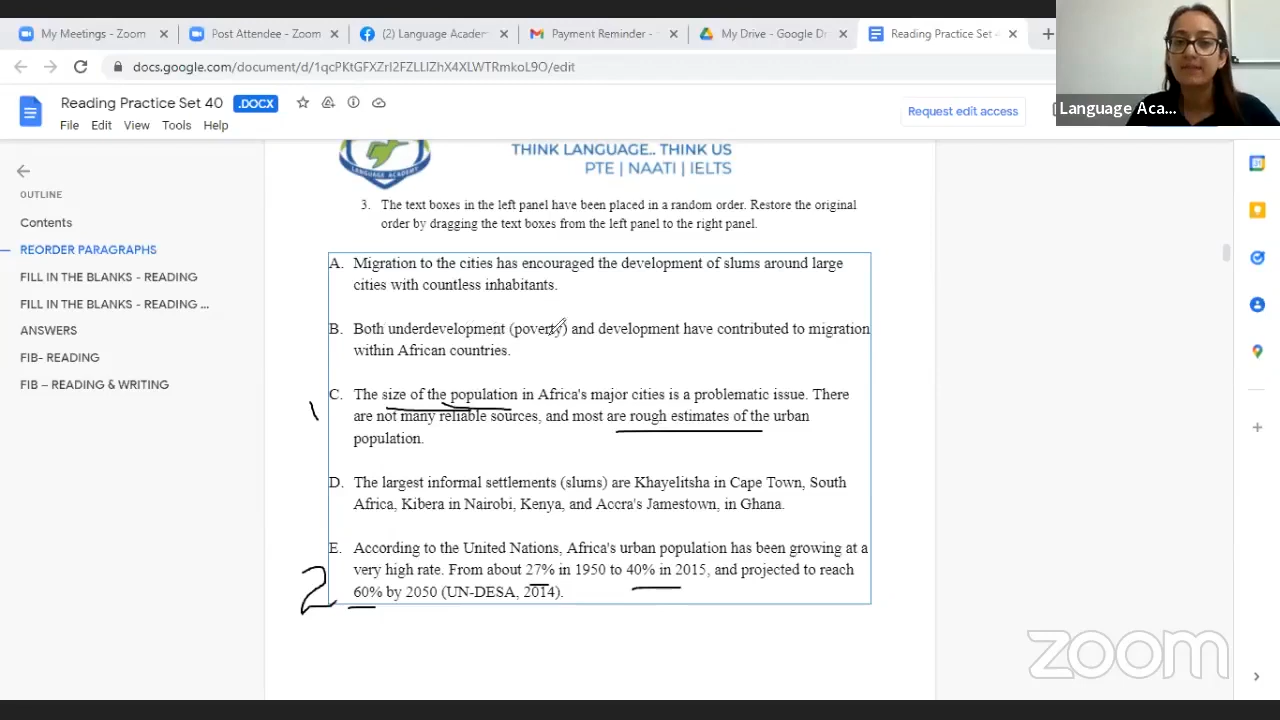 My Meetings - Zoom
Post Attendee - Zoom
(2) Language Acade
Payment Reminder -
My Drive - Google Dr
Reading Practice Set 4
docs.google.com/document/d/1qcPKtGFXZrI2FZLLlZhX4XLWTRmkoL9O/edit
Reading Practice Set 40 .DOCX
File Edit View Tools Help
Request edit access
Language Aca...
OUTLINE
Contents
REORDER PARAGRAPHS
FILL IN THE BLANKS - READING
FILL IN THE BLANKS - READING ...
ANSWERS
FIB- READING
FIB – READING & WRITING
LANGUAGE ACADEMY
THINK LANGUAGE.. THINK US
PTE | NAATI | IELTS
3. The text boxes in the left panel have been placed in a random order. Restore the original
order by dragging the text boxes from the left panel to the right panel.
A. Migration to the cities has encouraged the development of slums around large
cities with countless inhabitants.
B. Both underdevelopment (poverty) and development have contributed to migration
within African countries.
C. The size of the population in Africa's major cities is a problematic issue. There
are not many reliable sources, and most are rough estimates of the urban
population.
1
D. The largest informal settlements (slums) are Khayelitsha in Cape Town, South
Africa, Kibera in Nairobi, Kenya, and Accra's Jamestown, in Ghana.
E. According to the United Nations, Africa's urban population has been growing at a
very high rate. From about 27% in 1950 to 40% in 2015, and projected to reach
60% by 2050 (UN-DESA, 2014).
2
zoom